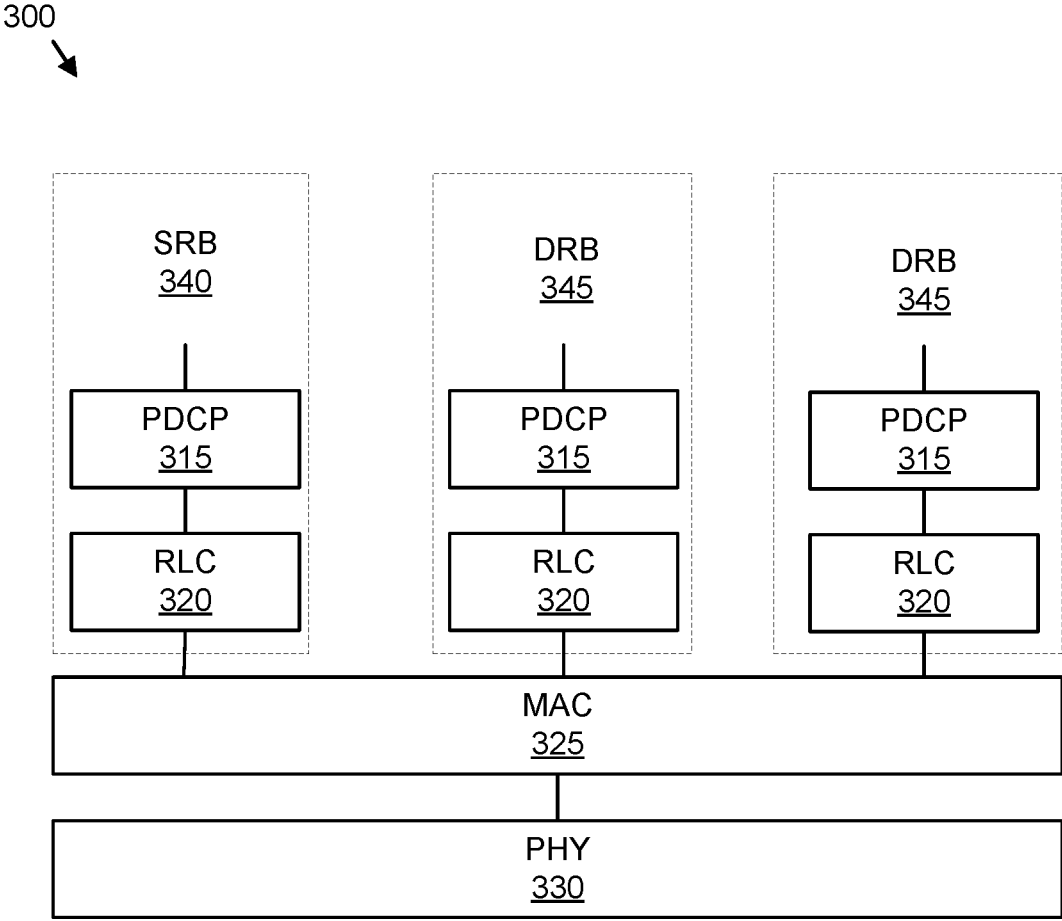 300
SRB
340
DRB
345
DRB
345
PDCP
315
PDCP
315
PDCP
315
RLC
320
RLC
320
RLC
320
MAC
325
PHY
330